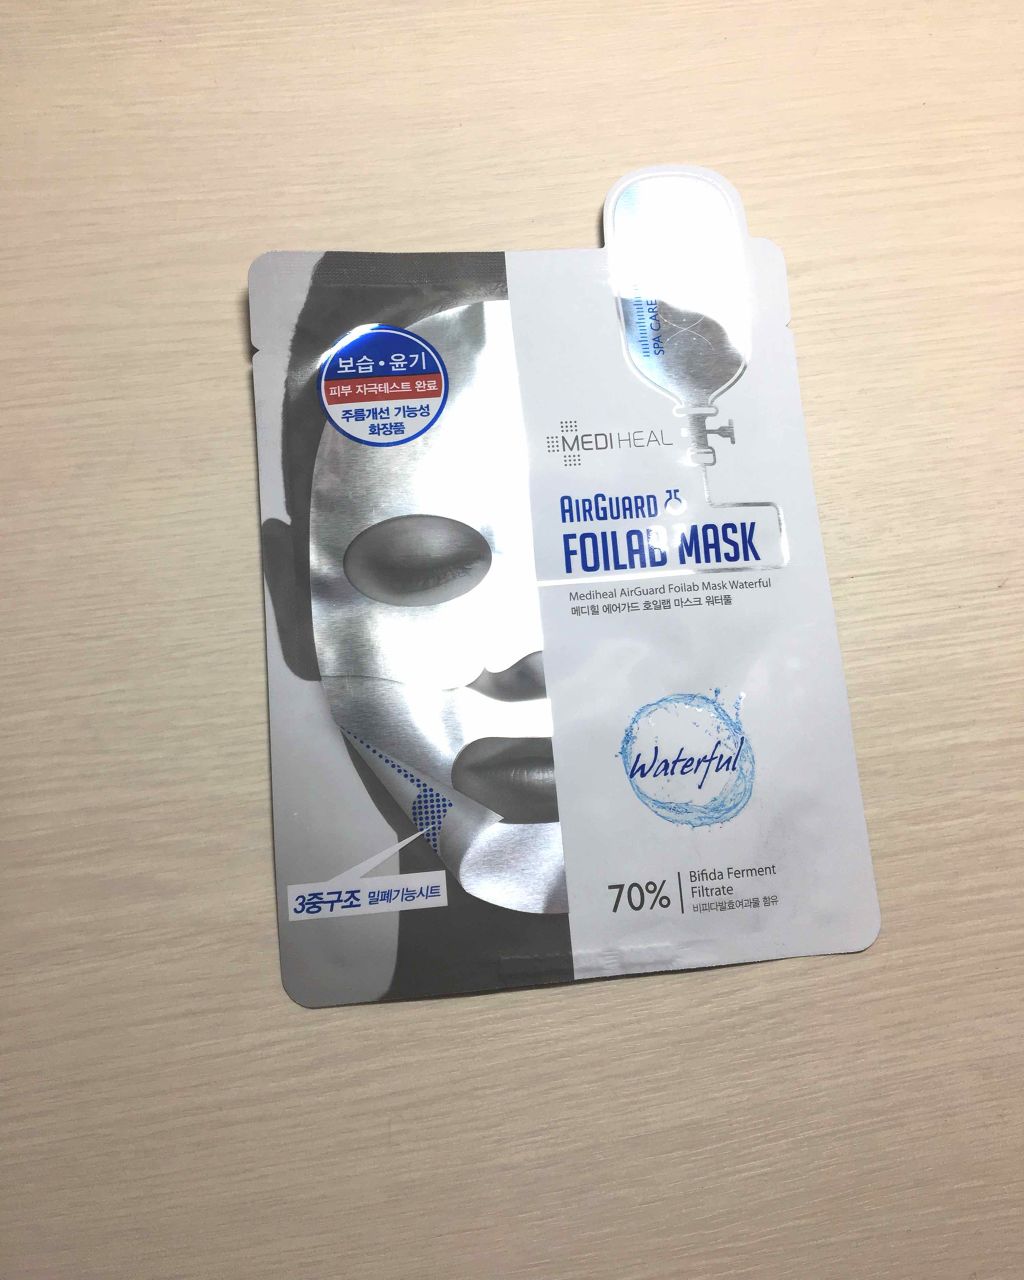 보습•윤기
피부 자극테스트 완료
주름개선 기능성
화장품
SPA CARE
MEDIHEAL
AIRGUARD
FOILAB MASK
Mediheal AirGuard Foilab Mask Waterful
메디힐 에어가드 호일랩 마스크 워터풀
Waterful
3중구조 밀폐기능시트
70%
Bifida Ferment
Filtrate
비피다발효여과물 함유